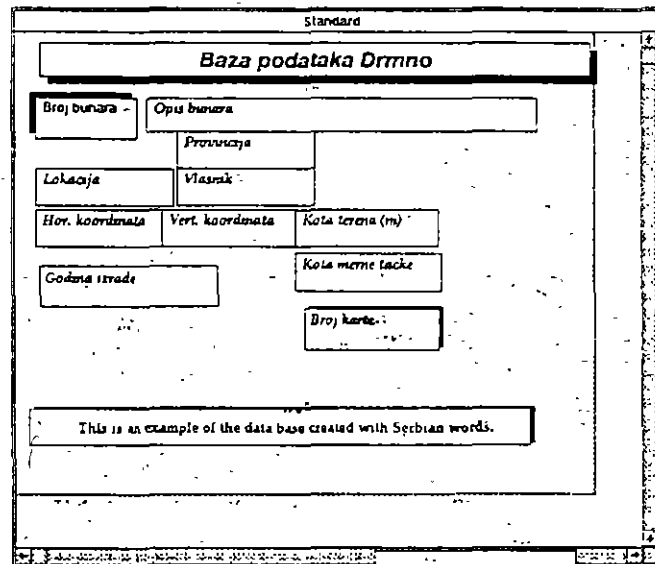 Standard
Baza podataka Drmno
Broj bunara
Opis bunara
Provincija
Lokacija
Vlasnik
Hor. koordinata
Vert. koordinata
Kota terena (m)
Kota merne tacke
Godina izrade
Broj karte
This is an example of the data base created with Serbian words.